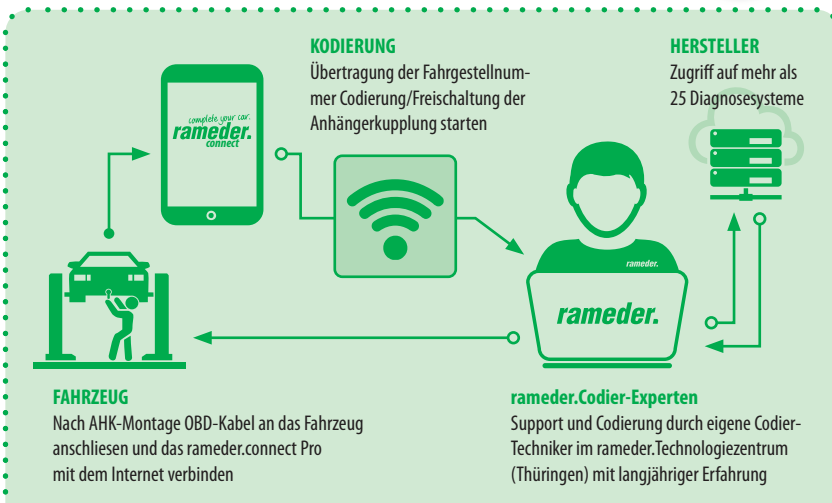 KODIERUNG
Übertragung der Fahrgestellnum-
mer Codierung/Freischaltung der
Anhängerkupplung starten
HERSTELLER
Zugriff auf mehr als
25 Diagnosesysteme
complete your car.
rameder.
connect
rameder.
rameder.
FAHRZEUG
Nach AHK-Montage OBD-Kabel an das Fahrzeug
anschliesen und das rameder.connect Pro
mit dem Internet verbinden
rameder.Codier-Experten
Support und Codierung durch eigene Codier-
Techniker im rameder.Technologiezentrum
(Thüringen) mit langjähriger Erfahrung